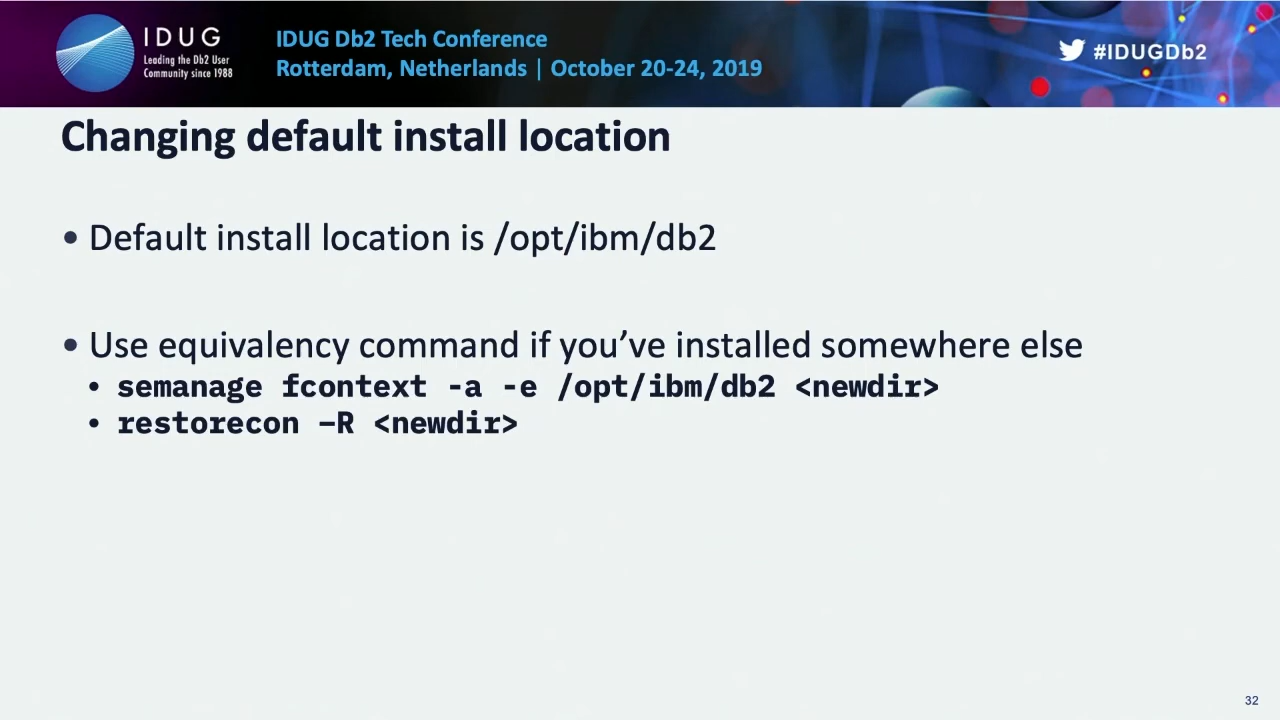 IDUG
Leading the Db2 User
Community since 1988
IDUG Db2 Tech Conference
Rotterdam, Netherlands | October 20-24, 2019
#IDUGDb2
Changing default install location
• Default install location is /opt/ibm/db2
• Use equivalency command if you’ve installed somewhere else
• semanage fcontext -a -e /opt/ibm/db2 <newdir>
• restorecon –R <newdir>
32